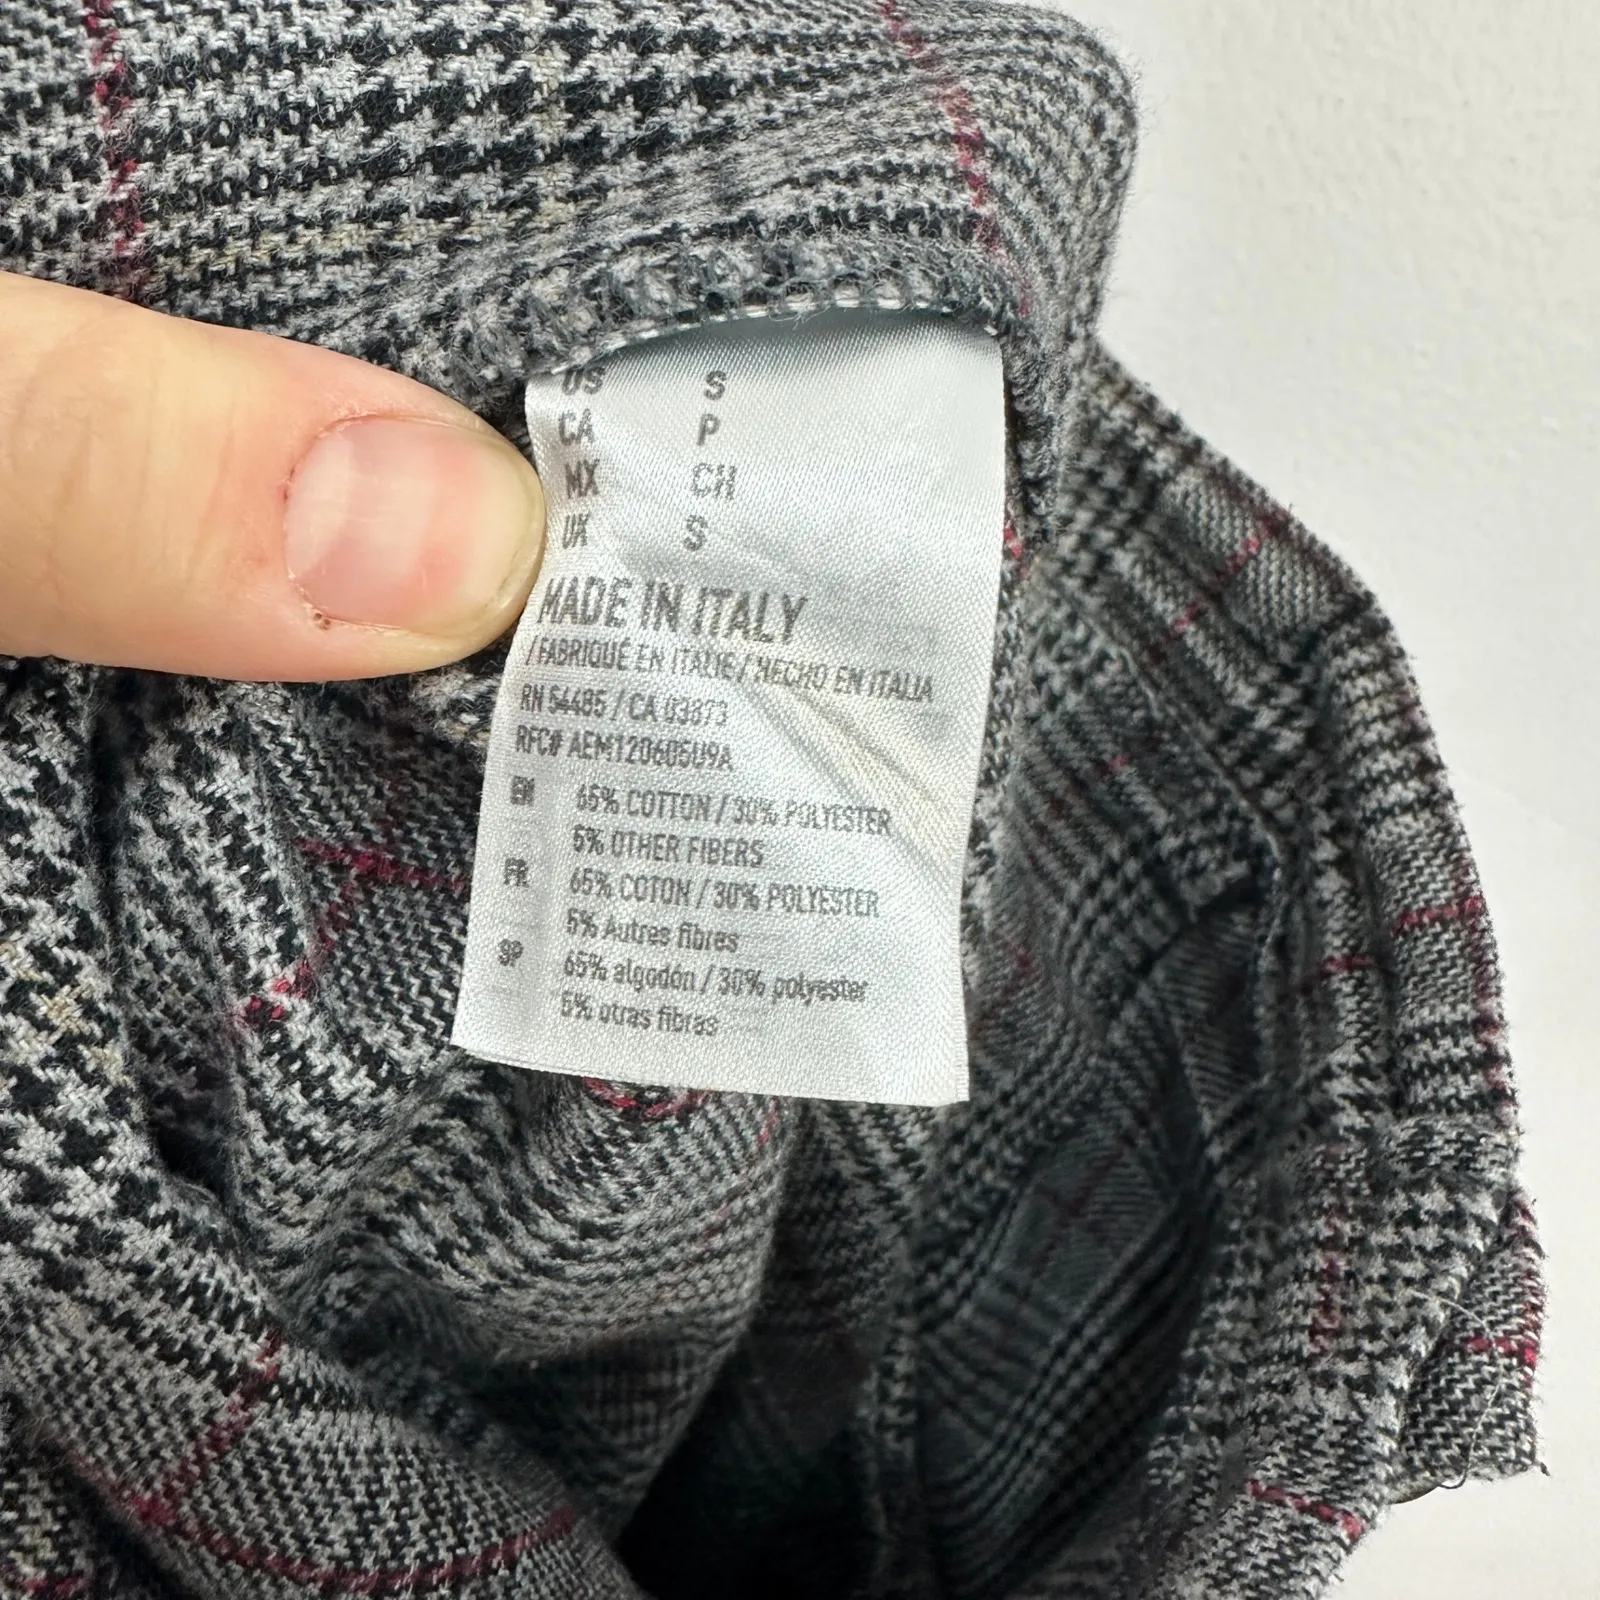 US S
CA P
MX CH
UK S
MADE IN ITALY
/ FABRIQUÉ EN ITALIE / HECHO EN ITALIA
RN 54485 / CA 03873
RFC# AEM120605U9A
EN 65% COTTON / 30% POLYESTER
5% OTHER FIBERS
FR 65% COTON / 30% POLYESTER
5% Autres fibres
SP 65% algodón / 30% polyester
5% otras fibras